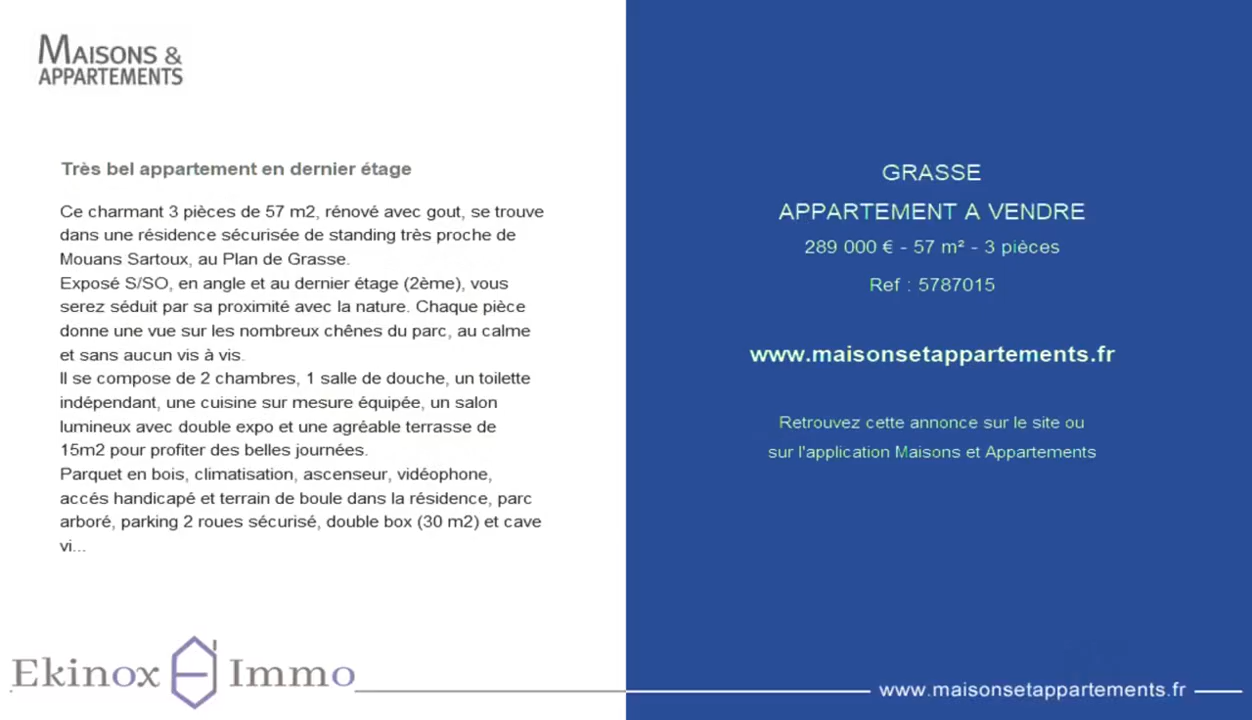 MAISONS &
APPARTEMENTS
Très bel appartement en dernier étage
Ce charmant 3 pièces de 57 m2, rénové avec gout, se trouve
dans une résidence sécurisée de standing très proche de
Mouans Sartoux, au Plan de Grasse.
Exposé S/SO, en angle et au dernier étage (2ème), vous
serez séduit par sa proximité avec la nature. Chaque pièce
donne une vue sur les nombreux chênes du parc, au calme
et sans aucun vis à vis.
Il se compose de 2 chambres, 1 salle de douche, un toilette
indépendant, une cuisine sur mesure équipée, un salon
lumineux avec double expo et une agréable terrasse de
15m2 pour profiter des belles journées.
Parquet en bois, climatisation, ascenseur, vidéophone,
accés handicapé et terrain de boule dans la résidence, parc
arboré, parking 2 roues sécurisé, double box (30 m2) et cave
vi...
Ekinox Immo
GRASSE
APPARTEMENT A VENDRE
289 000 € - 57 m² - 3 pièces
Ref : 5787015
www.maisonsetappartements.fr
Retrouvez cette annonce sur le site ou
sur l'application Maisons et Appartements
www.maisonsetappartements.fr